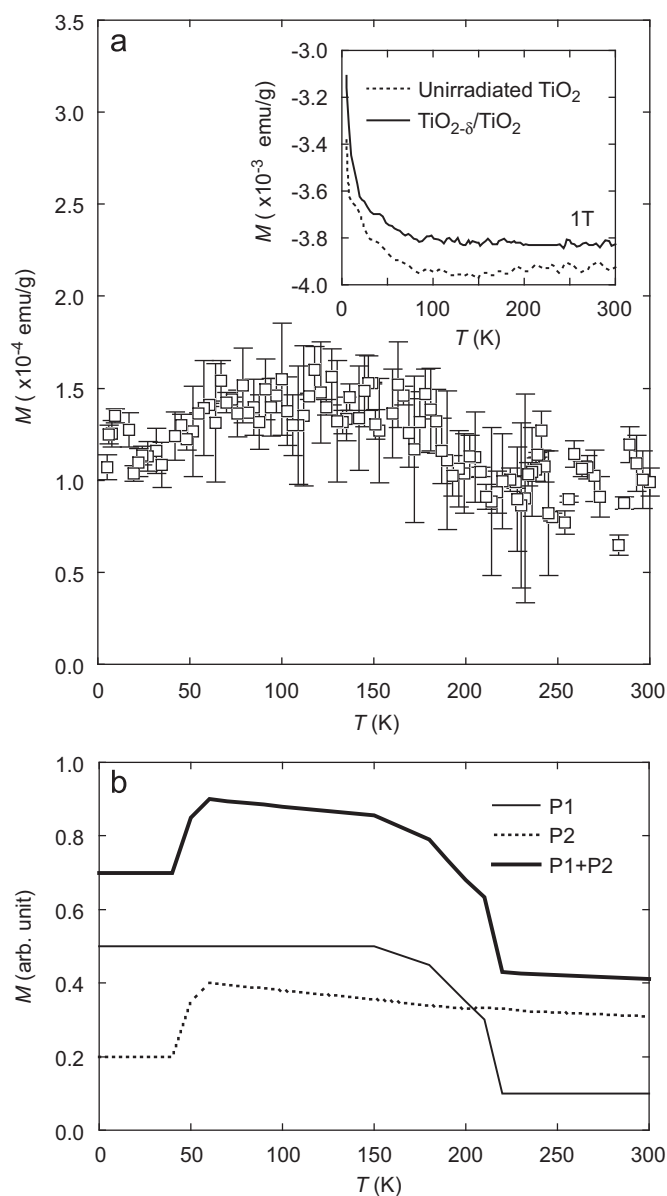 a
3.5
3.0
2.5
2.0
1.5
1.0
0.5
0.0
M ( x10-4 emu/g)
0
50
100
150
200
250
300
T (K)
-3.0
-3.2
-3.4
-3.6
-3.8
-4.0
M ( x10-3 emu/g)
Unirradiated TiO2
TiO2-δ/TiO2
1T
0
50
100
150
200
250
300
T (K)
b
1.0
0.8
0.6
0.4
0.2
0.0
M (arb. unit)
P1
P2
P1+P2
0
50
100
150
200
250
300
T (K)